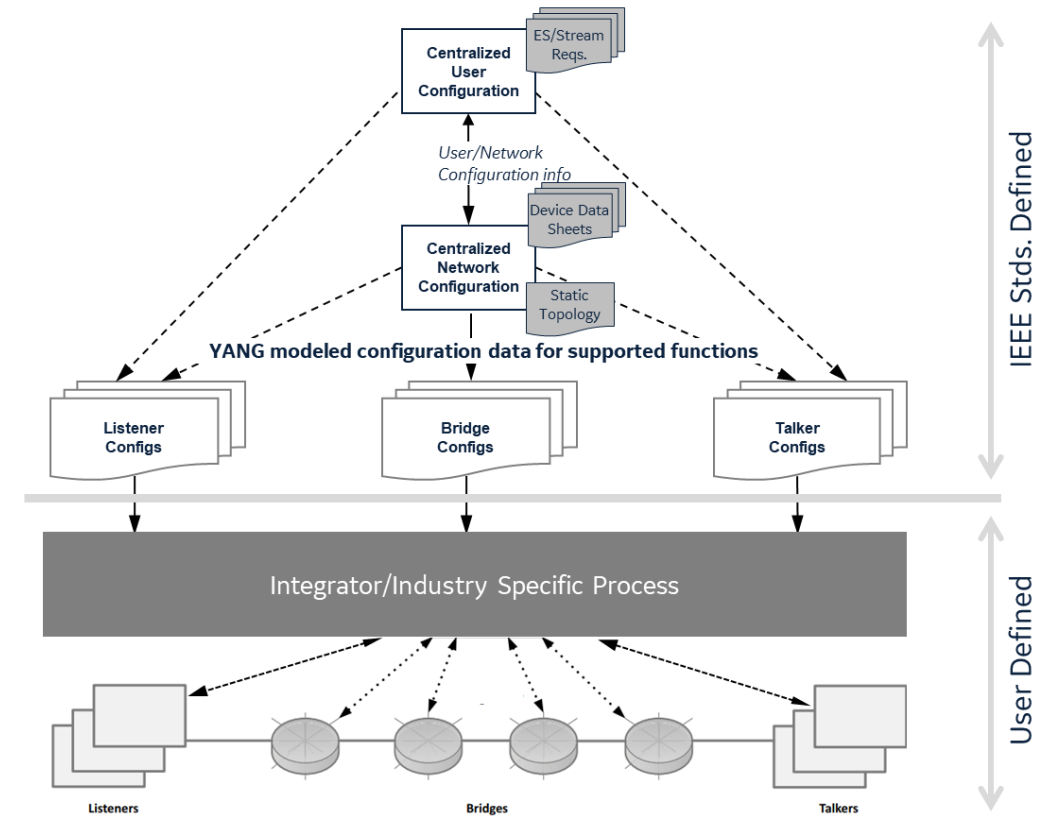 ES/Stream
Reqs.
Centralized
User
Configuration
User/Network
Configuration info
Device Data
Sheets
Centralized
Network
Configuration
Static
Topology
YANG modeled configuration data for supported functions
Listener
Configs
Bridge
Configs
Talker
Configs
IEEE Stds. Defined
Integrator/Industry Specific Process
User Defined
Listeners
Bridges
Talkers